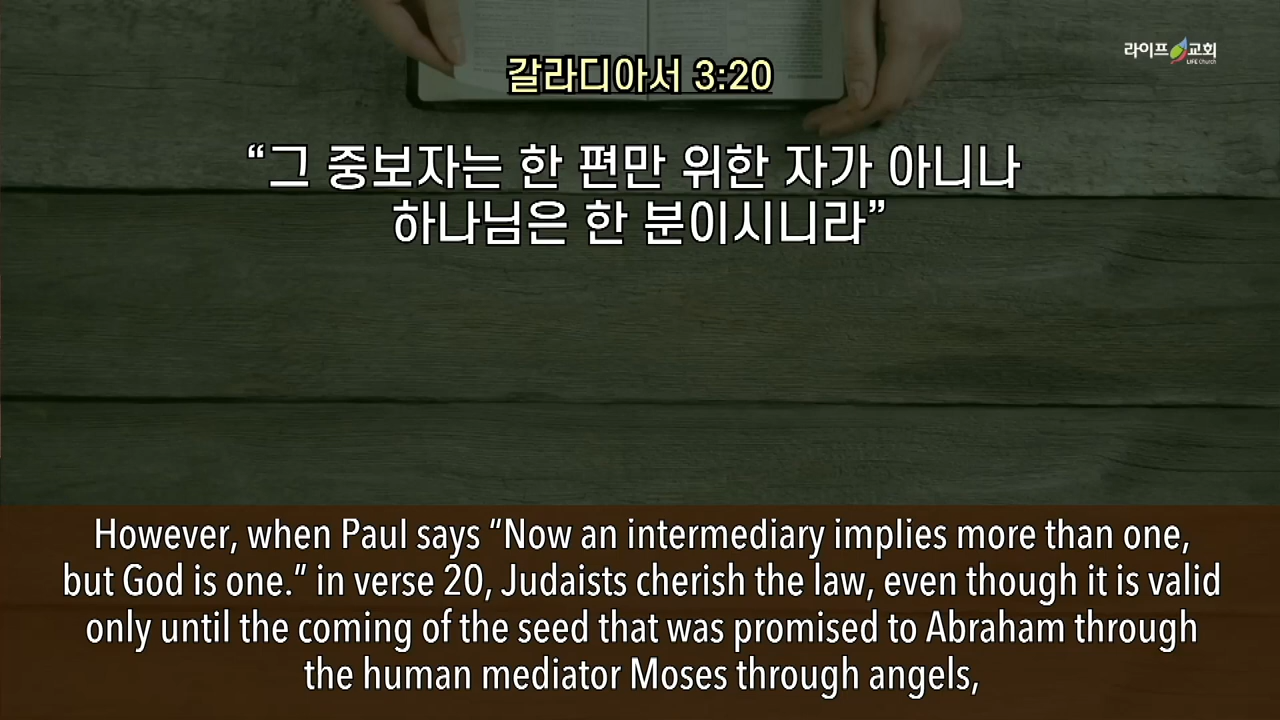 라이프 교회
LIFE Church
갈라디아서 3:20
“그 중보자는 한 편만 위한 자가 아니나
하나님은 한 분이시니라”
However, when Paul says “Now an intermediary implies more than one,
but God is one.” in verse 20, Judaists cherish the law, even though it is valid
only until the coming of the seed that was promised to Abraham through
the human mediator Moses through angels,